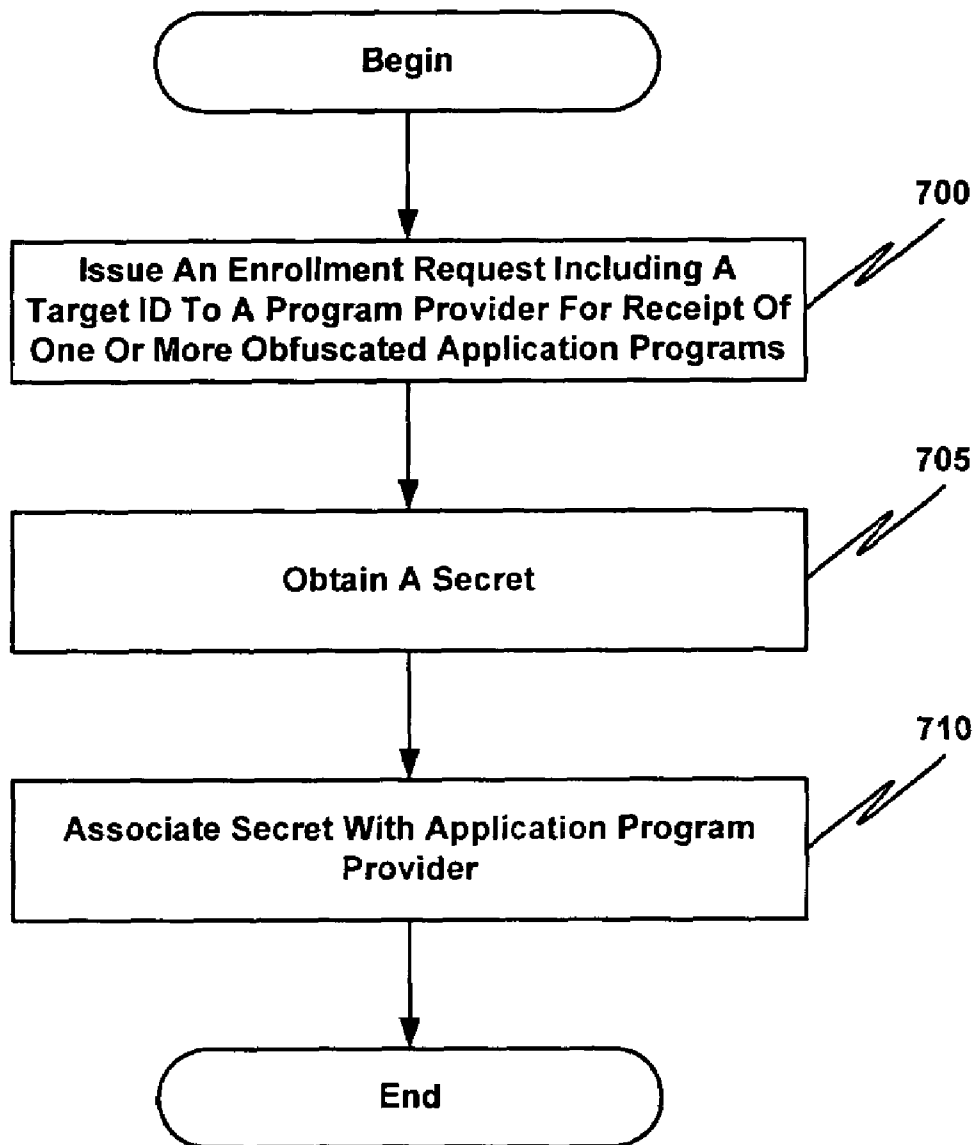 Begin
700
Issue An Enrollment Request Including A
Target ID To A Program Provider For Receipt Of
One Or More Obfuscated Application Programs
705
Obtain A Secret
710
Associate Secret With Application Program
Provider
End